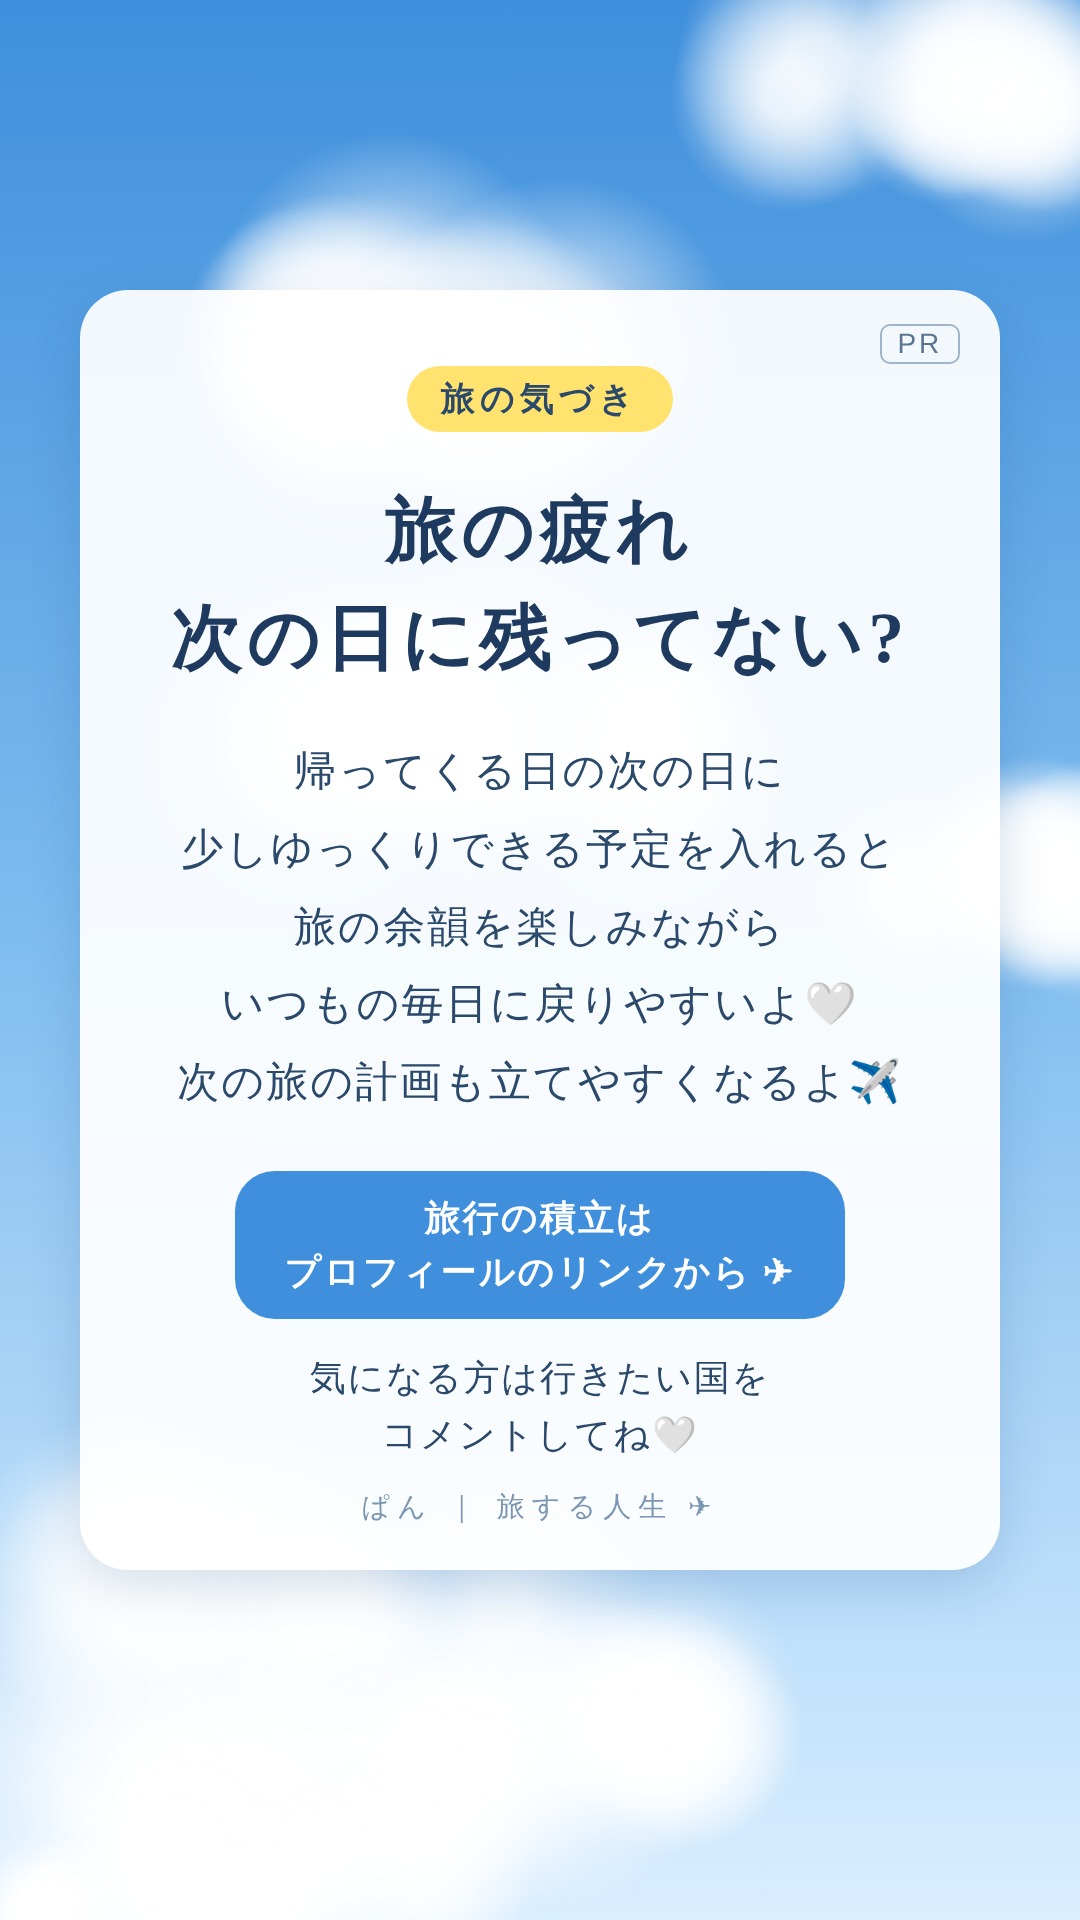 PR
旅の気づき
旅の疲れ
次の日に残ってない?
帰ってくる日の次の日に
少しゆっくりできる予定を入れると
旅の余韻を楽しみながら
いつもの毎日に戻りやすいよ🤍
次の旅の計画も立てやすくなるよ✈️
旅行の積立は
プロフィールのリンクから ✈
気になる方は行きたい国を
コメントしてね🤍
ぱん ｜ 旅する人生 ✈